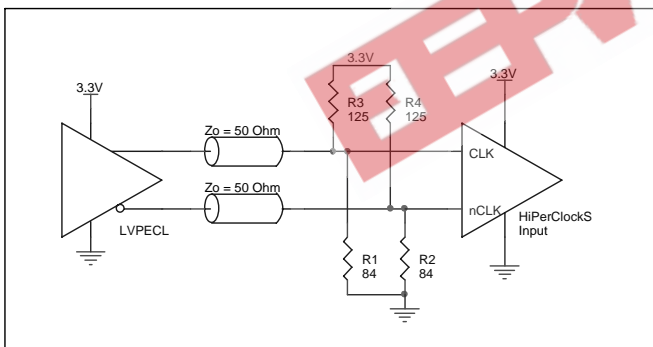 3.3V
3.3V
3.3V
R3
125
R4
125
Zo = 50 Ohm
CLK
Zo = 50 Ohm
nCLK
HiPerClockS
Input
LVPECL
R1
84
R2
84